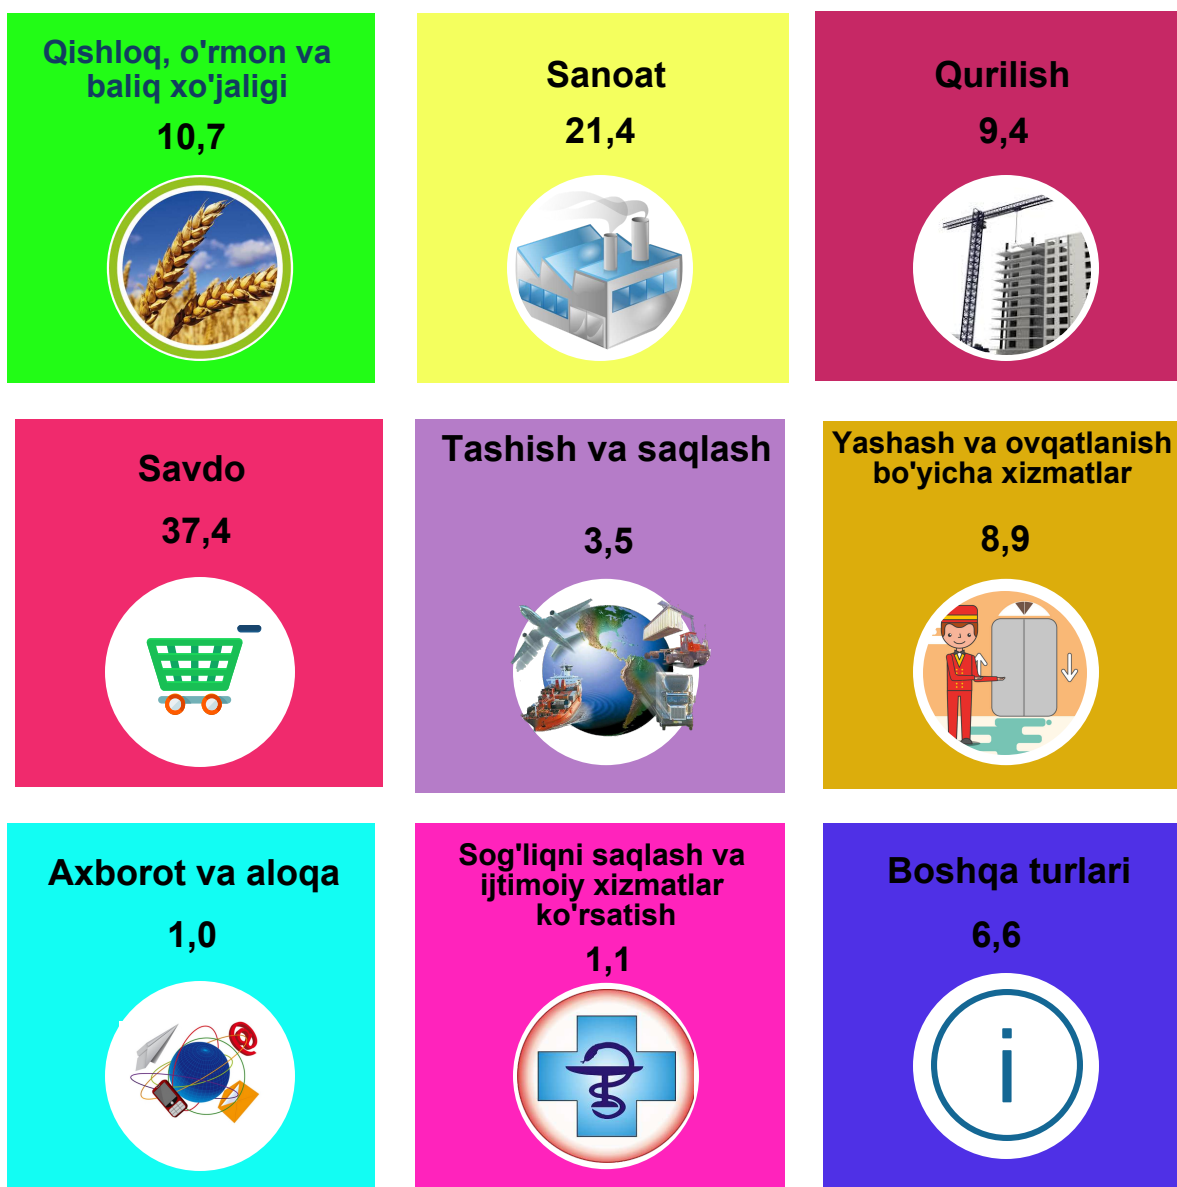 Qishloq, o'rmon va
baliq xo'jaligi
10,7
Sanoat
21,4
Qurilish
9,4
Savdo
37,4
Tashish va saqlash
3,5
Yashash va ovqatlanish
bo'yicha xizmatlar
8,9
Axborot va aloqa
1,0
Sog'liqni saqlash va
ijtimoiy xizmatlar
ko'rsatish
1,1
Boshqa turlari
6,6
i